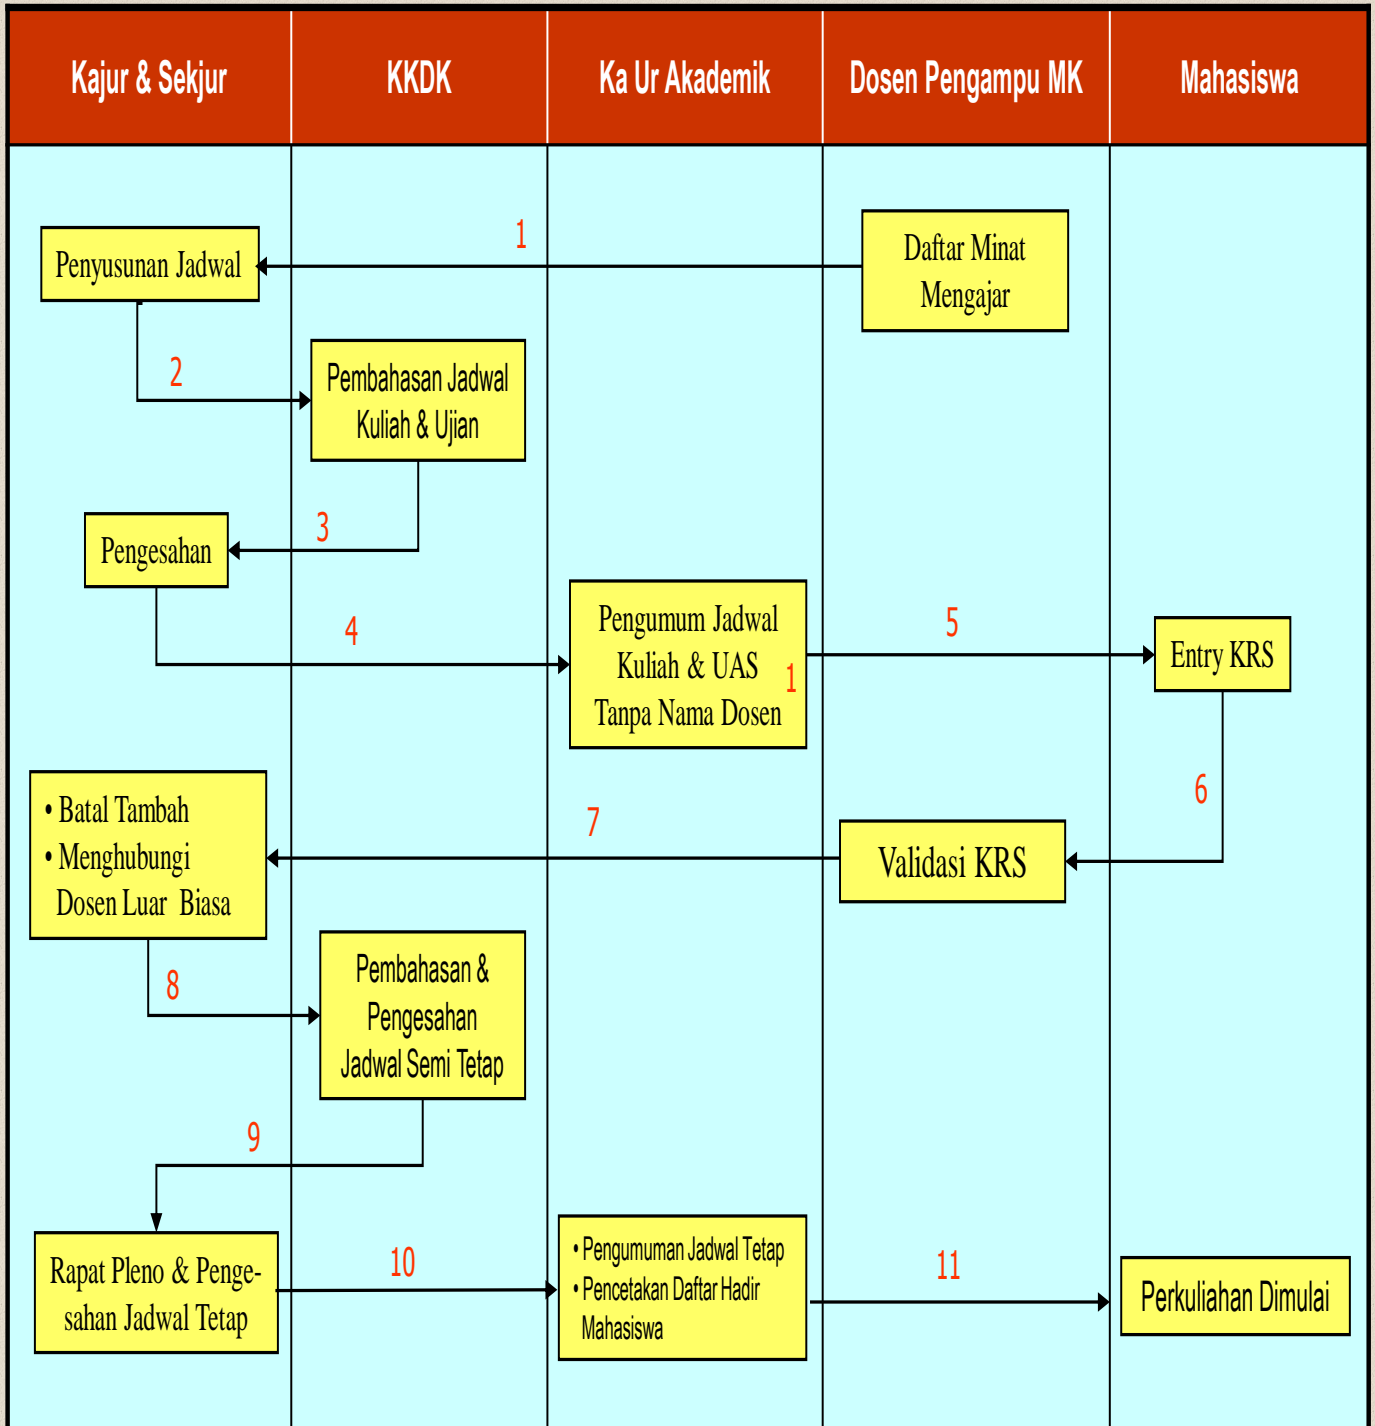 Kajur & Sekjur
KKDK
Ka Ur Akademik
Dosen Pengampu MK
Mahasiswa
1
Penyusunan Jadwal
Daftar Minat
Mengajar
2
Pembahasan Jadwal
Kuliah & Ujian
3
Pengesahan
4
Pengumum Jadwal
Kuliah & UAS
1
Tanpa Nama Dosen
5
Entry KRS
6
7
Validasi KRS
• Batal Tambah
• Menghubungi
Dosen Luar Biasa
8
Pembahasan &
Pengesahan
Jadwal Semi Tetap
9
Rapat Pleno & Penge-
sahan Jadwal Tetap
10
• Pengumuman Jadwal Tetap
• Pencetakan Daftar Hadir
Mahasiswa
11
Perkuliahan Dimulai